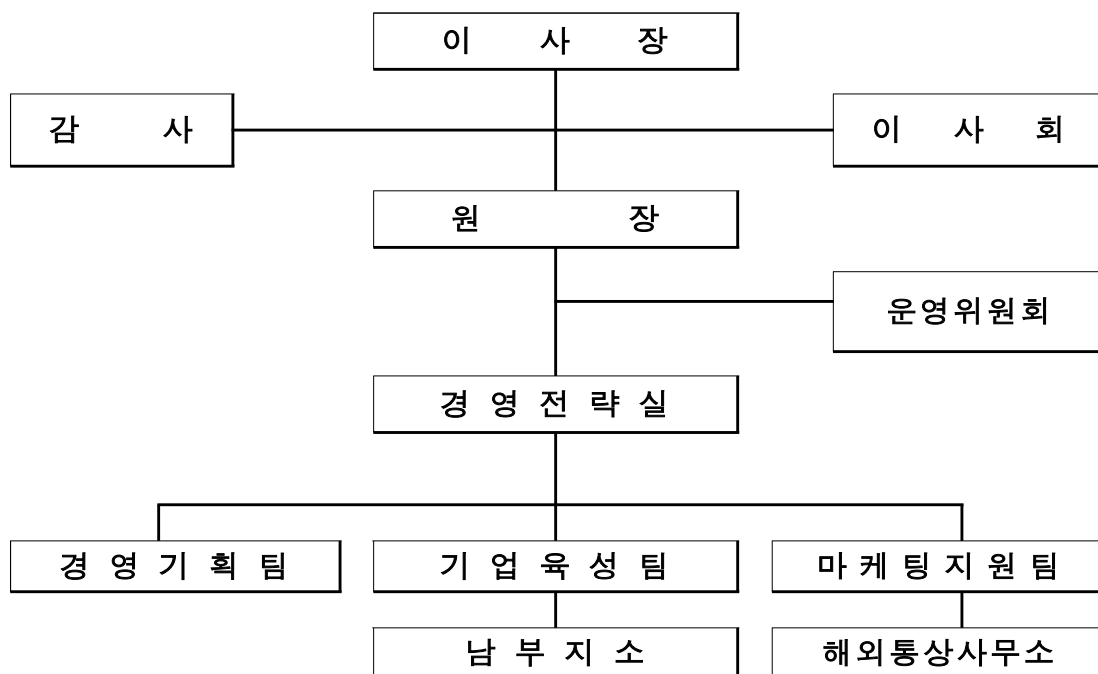 이 사 장
감 사
이 사 회
원 장
운영위원회
경 영 전 략 실
경 영 기 획 팀
기 업 육 성 팀
마 케 팅 지 원 팀
남 부 지 소
해외통상사무소